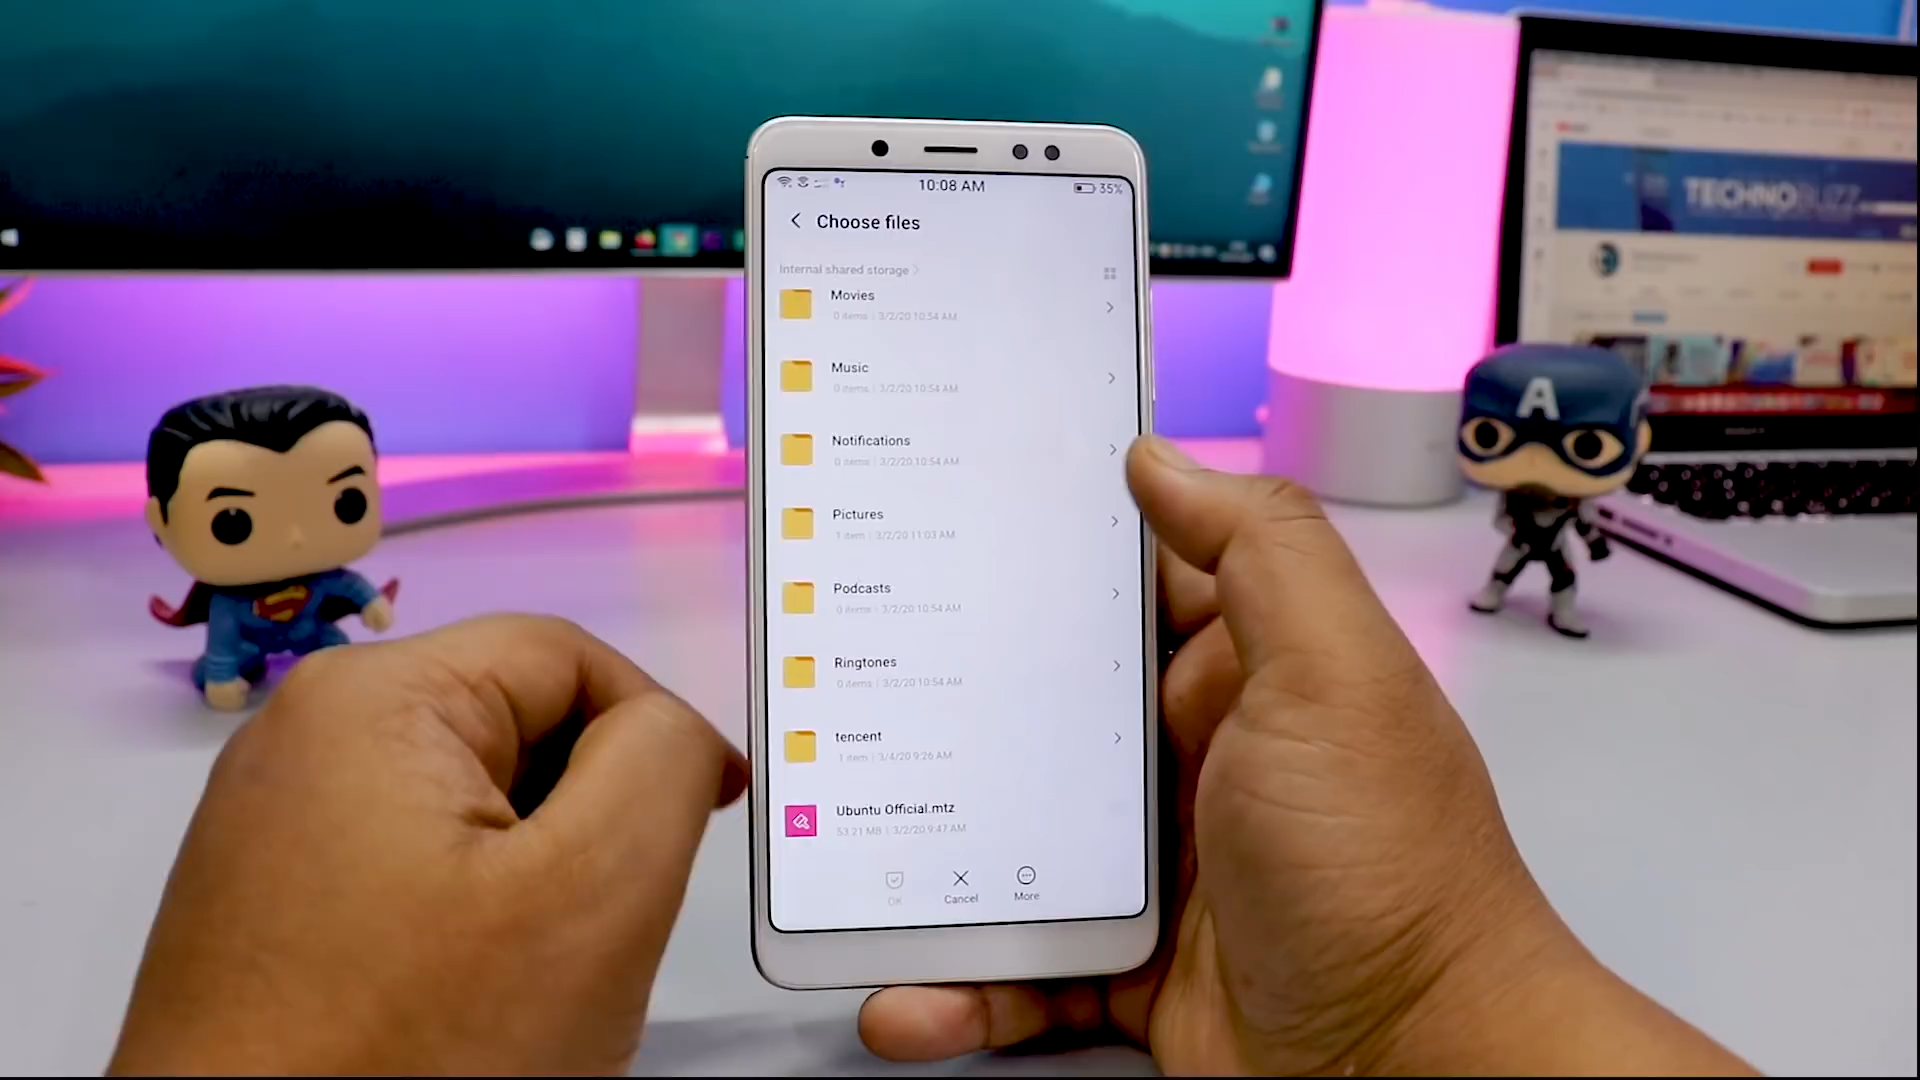 10:08 AM
35%
Choose files
Internal shared storage
Movies
0 items | 3/2/20 10:54 AM
Music
0 items | 3/2/20 10:54 AM
Notifications
0 items | 3/2/20 10:54 AM
Pictures
1 item | 3/2/20 11:03 AM
Podcasts
0 items | 3/2/20 10:54 AM
Ringtones
0 items | 3/2/20 10:54 AM
tencent
1 item | 3/4/20 9:26 AM
Ubuntu Official.mtz
53.21 MB | 3/2/20 9:47 AM
OK
Cancel
More
TECHNOBUZZ
A